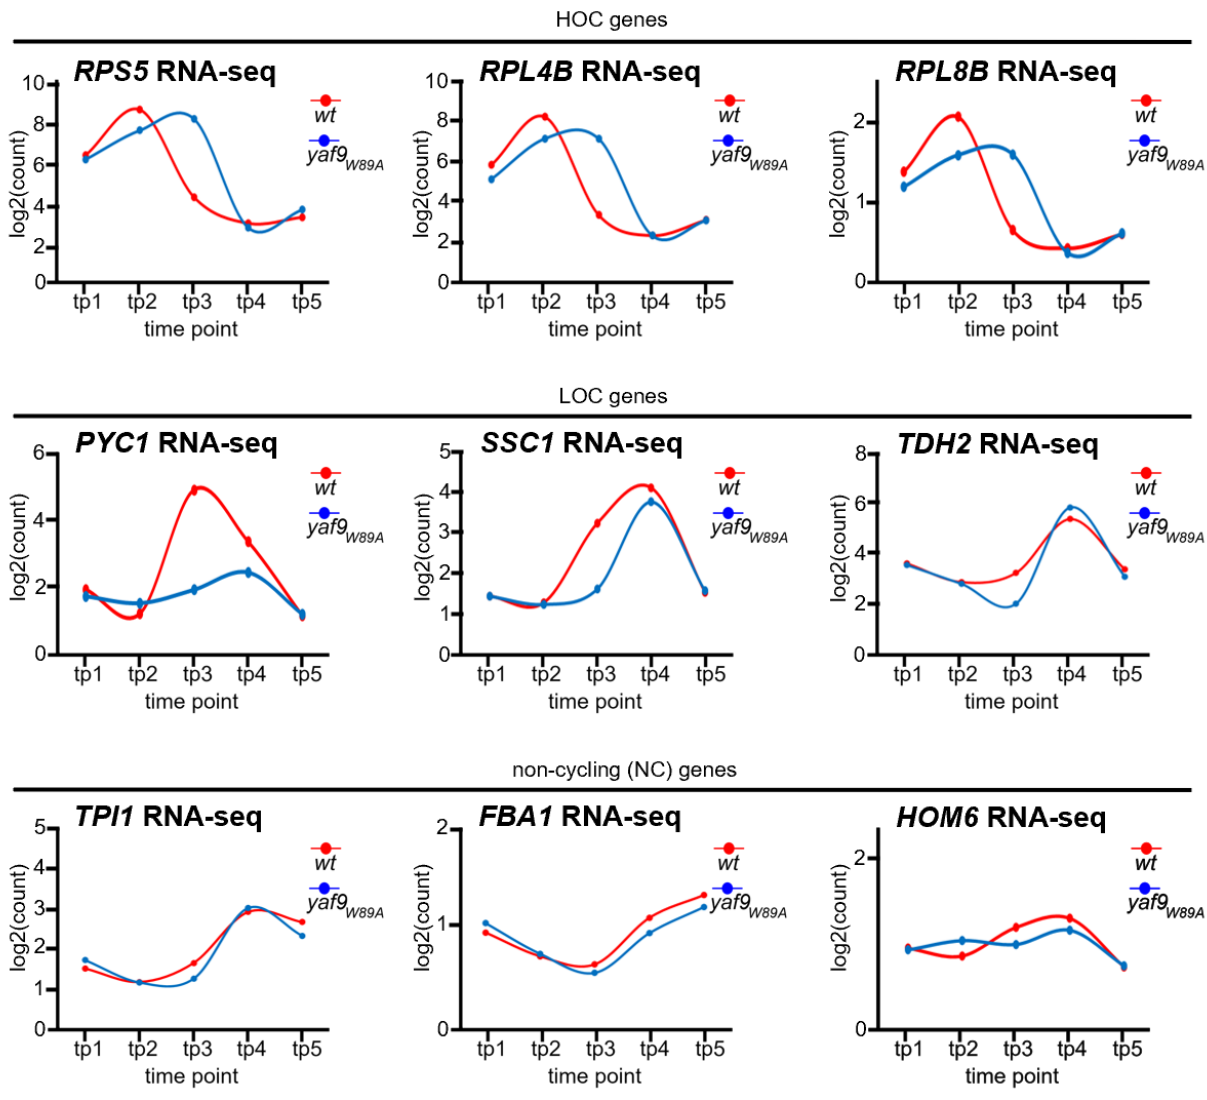 HOC genes
RPS5 RNA-seq
log2(count)
10
8
6
4
2
0
tp1 tp2 tp3 tp4 tp5
time point
wt
yaf9W89A
RPL4B RNA-seq
log2(count)
10
8
6
4
2
0
tp1 tp2 tp3 tp4 tp5
time point
wt
yaf9W89A
RPL8B RNA-seq
log2(count)
2
1
0
tp1 tp2 tp3 tp4 tp5
time point
wt
yaf9W89A
LOC genes
PYC1 RNA-seq
log2(count)
6
4
2
0
tp1 tp2 tp3 tp4 tp5
time point
wt
yaf9W89A
SSC1 RNA-seq
log2(count)
5
4
3
2
1
0
tp1 tp2 tp3 tp4 tp5
time point
wt
yaf9W89A
TDH2 RNA-seq
log2(count)
8
6
4
2
0
tp1 tp2 tp3 tp4 tp5
time point
wt
yaf9W89A
non-cycling (NC) genes
TPI1 RNA-seq
log2(count)
5
4
3
2
1
0
tp1 tp2 tp3 tp4 tp5
time point
wt
yaf9W89A
FBA1 RNA-seq
log2(count)
2
1
0
tp1 tp2 tp3 tp4 tp5
time point
wt
yaf9W89A
HOM6 RNA-seq
log2(count)
2
0
tp1 tp2 tp3 tp4 tp5
time point
wt
yaf9W89A